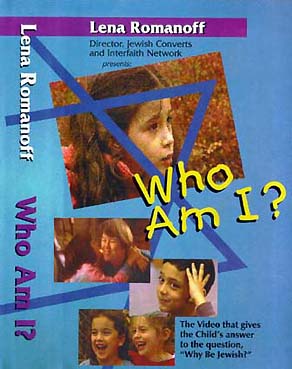 Lena Romanoff Who Am I?
Lena Romanoff
Director, Jewish Converts
and Interfaith Network
presents:
Who
Am I?
The Video that gives
the Child's answer
to the question,
"Why Be Jewish?"